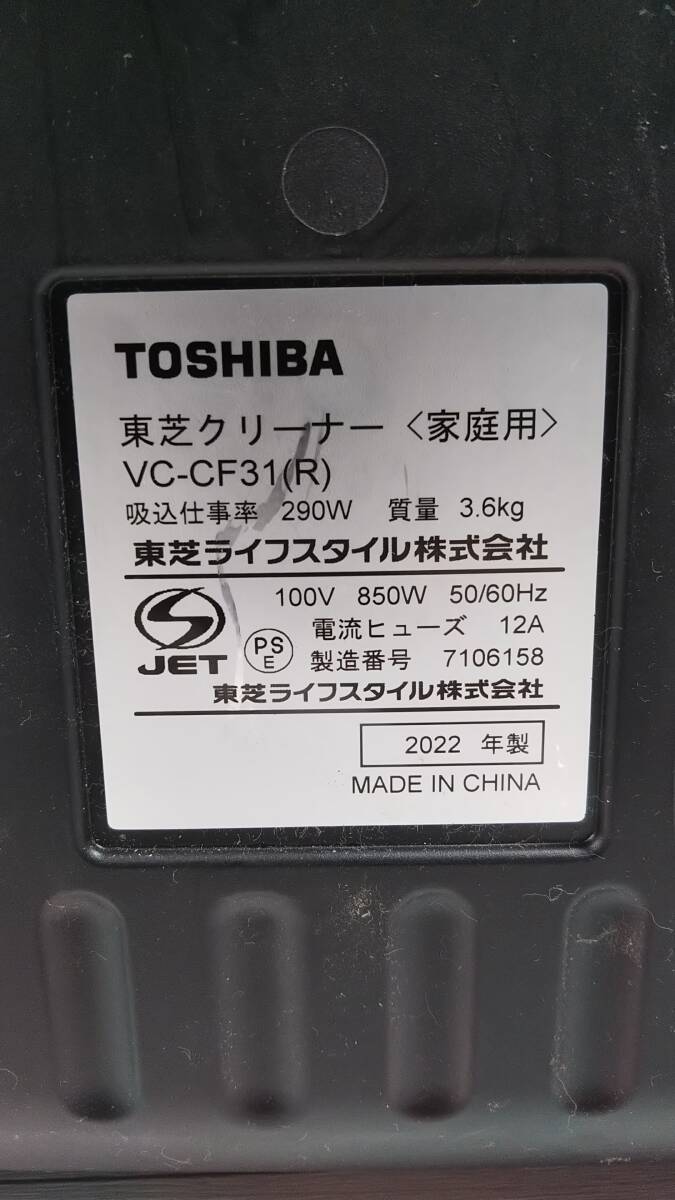 TOSHIBA
東芝クリーナー〈家庭用〉
VC-CF31(R)
吸込仕事率 290W 質量 3.6kg
東芝ライフスタイル株式会社
100V 850W 50/60Hz
電流ヒューズ 12A
JET
PS
E
製造番号 7106158
東芝ライフスタイル株式会社
2022 年製
MADE IN CHINA